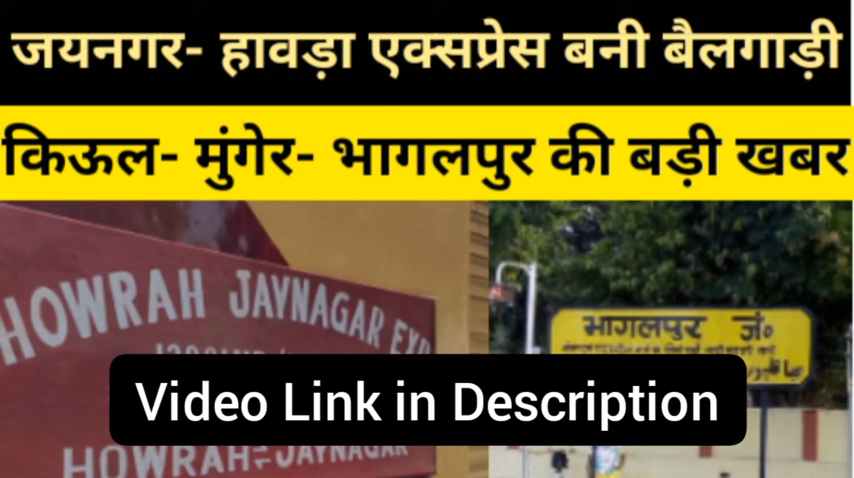 जयनगर- हावड़ा एक्सप्रेस बनी बैलगाड़ी
किऊल- मुंगेर- भागलपुर की बड़ी खबर
HOWRAH JAYNAGAR EXP
भागलपुर जं०
Video Link in Description
HOWRAH⇌JAYNAGAR